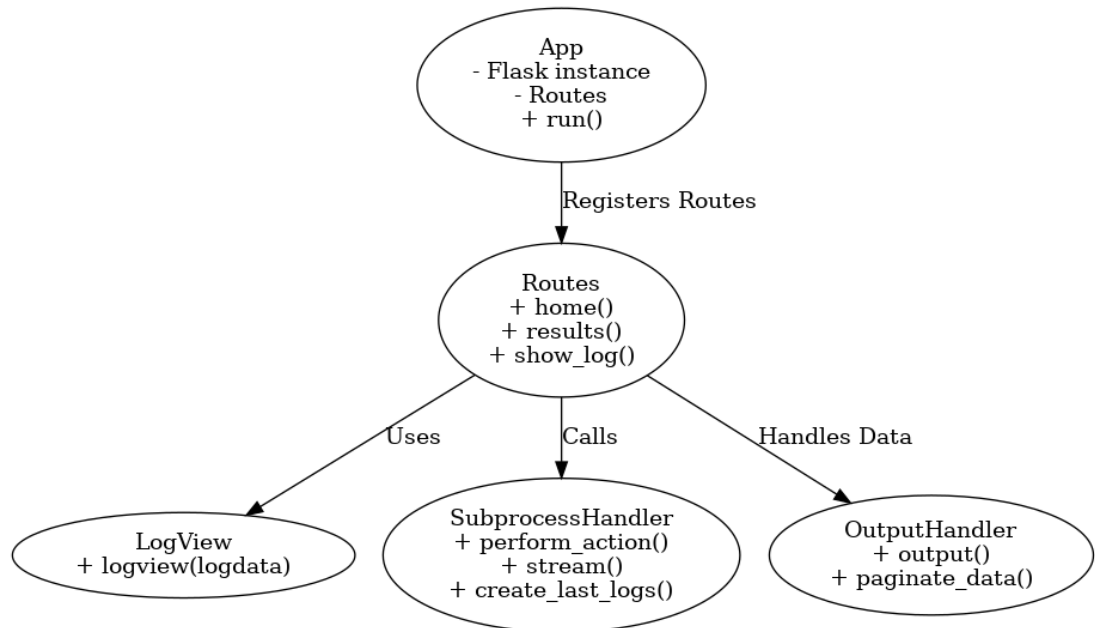 App
- Flask instance
- Routes
+ run()
Registers Routes
Routes
+ home()
+ results()
+ show_log()
Uses
Calls
Handles Data
LogView
+ logview(logdata)
SubprocessHandler
+ perform_action()
+ stream()
+ create_last_logs()
OutputHandler
+ output()
+ paginate_data()